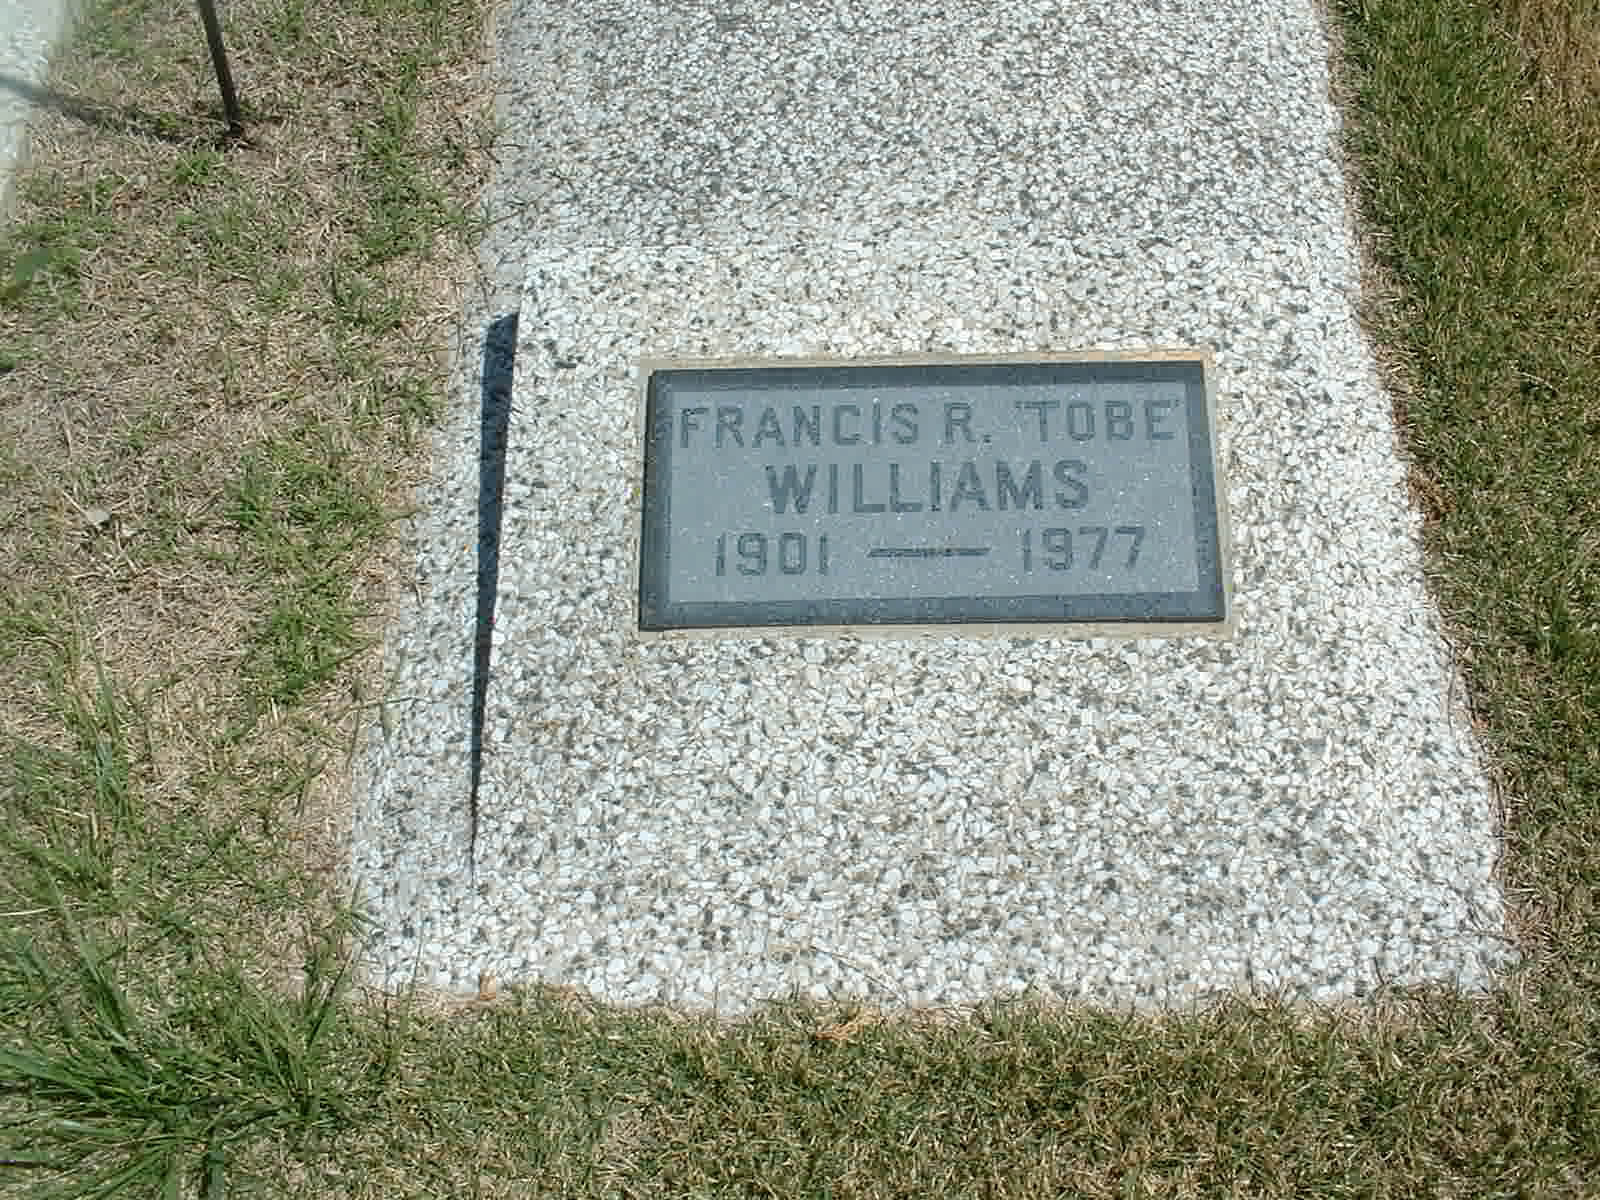 FRANCIS R. 'TOBE'
WILLIAMS
1901 — 1977